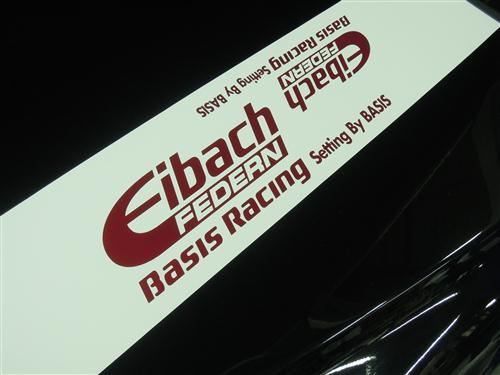 Eibach
FEDERN
Basis Racing Setting By BASIS
Eibach
FEDERN
Basis Racing Setting By BASIS